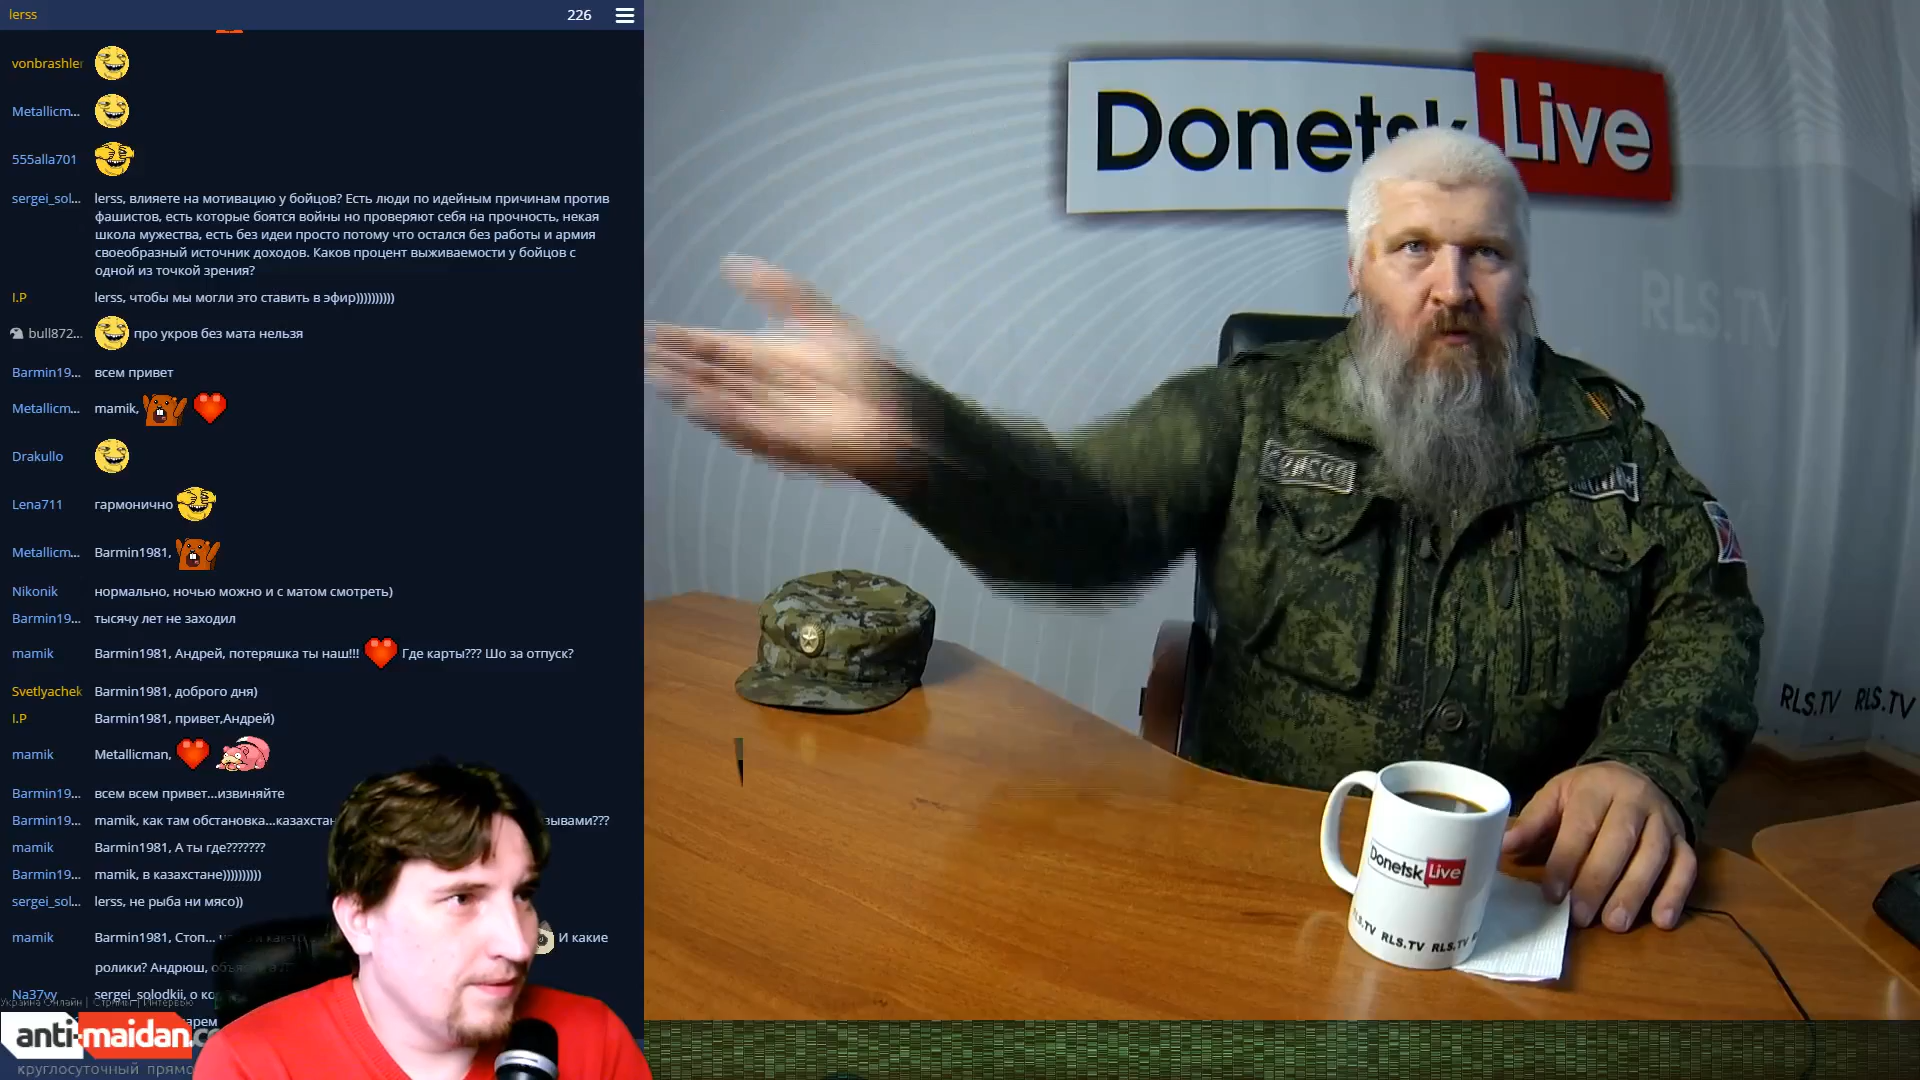 lerss
226
vonbrashler
Metallicm...
555alla701
sergei_sol... lerss, влияете на мотивацию у бойцов? Есть люди по идейным причинам против
фашистов, есть которые боятся войны но проверяют себя на прочность, некая
школа мужества, есть без идеи просто потому что остался без работы и армия
своеобразный источник доходов. Каков процент выживаемости у бойцов с
одной из точкой зрения?
I.P lerss, чтобы мы могли это ставить в эфир))))))))))
bull872... про укров без мата нельзя
Barmin19... всем привет
Metallicm... mamik,
Drakullo
Lena711 гармонично
Metallicm... Barmin1981,
Nikonik нормально, ночью можно и с матом смотреть)
Barmin19... тысячу лет не заходил
mamik Barmin1981, Андрей, потеряшка ты наш!!! Где карты??? Шо за отпуск?
Svetlyachek Barmin1981, доброго дня)
I.P Barmin1981, привет,Андрей)
mamik Metallicman,
Barmin19... всем всем привет...извиняйте
Barmin19... mamik, как там обстановка...казахстан зывами???
mamik Barmin1981, А ты где???????
Barmin19... mamik, в казахстане))))))))))
sergei_sol... lerss, не рыба ни мясо))
mamik Barmin1981, Стоп... И какие
ролики? Андрюш,
Na37yy sergei_solodkii, о
Украина Онлайн | Стримы | Интервью
anti-maidan.c
круглосуточный прямо
Donetsk Live
RLS.TV
RLS.TV RLS.TV
Donetsk Live
RLS.TV RLS.TV